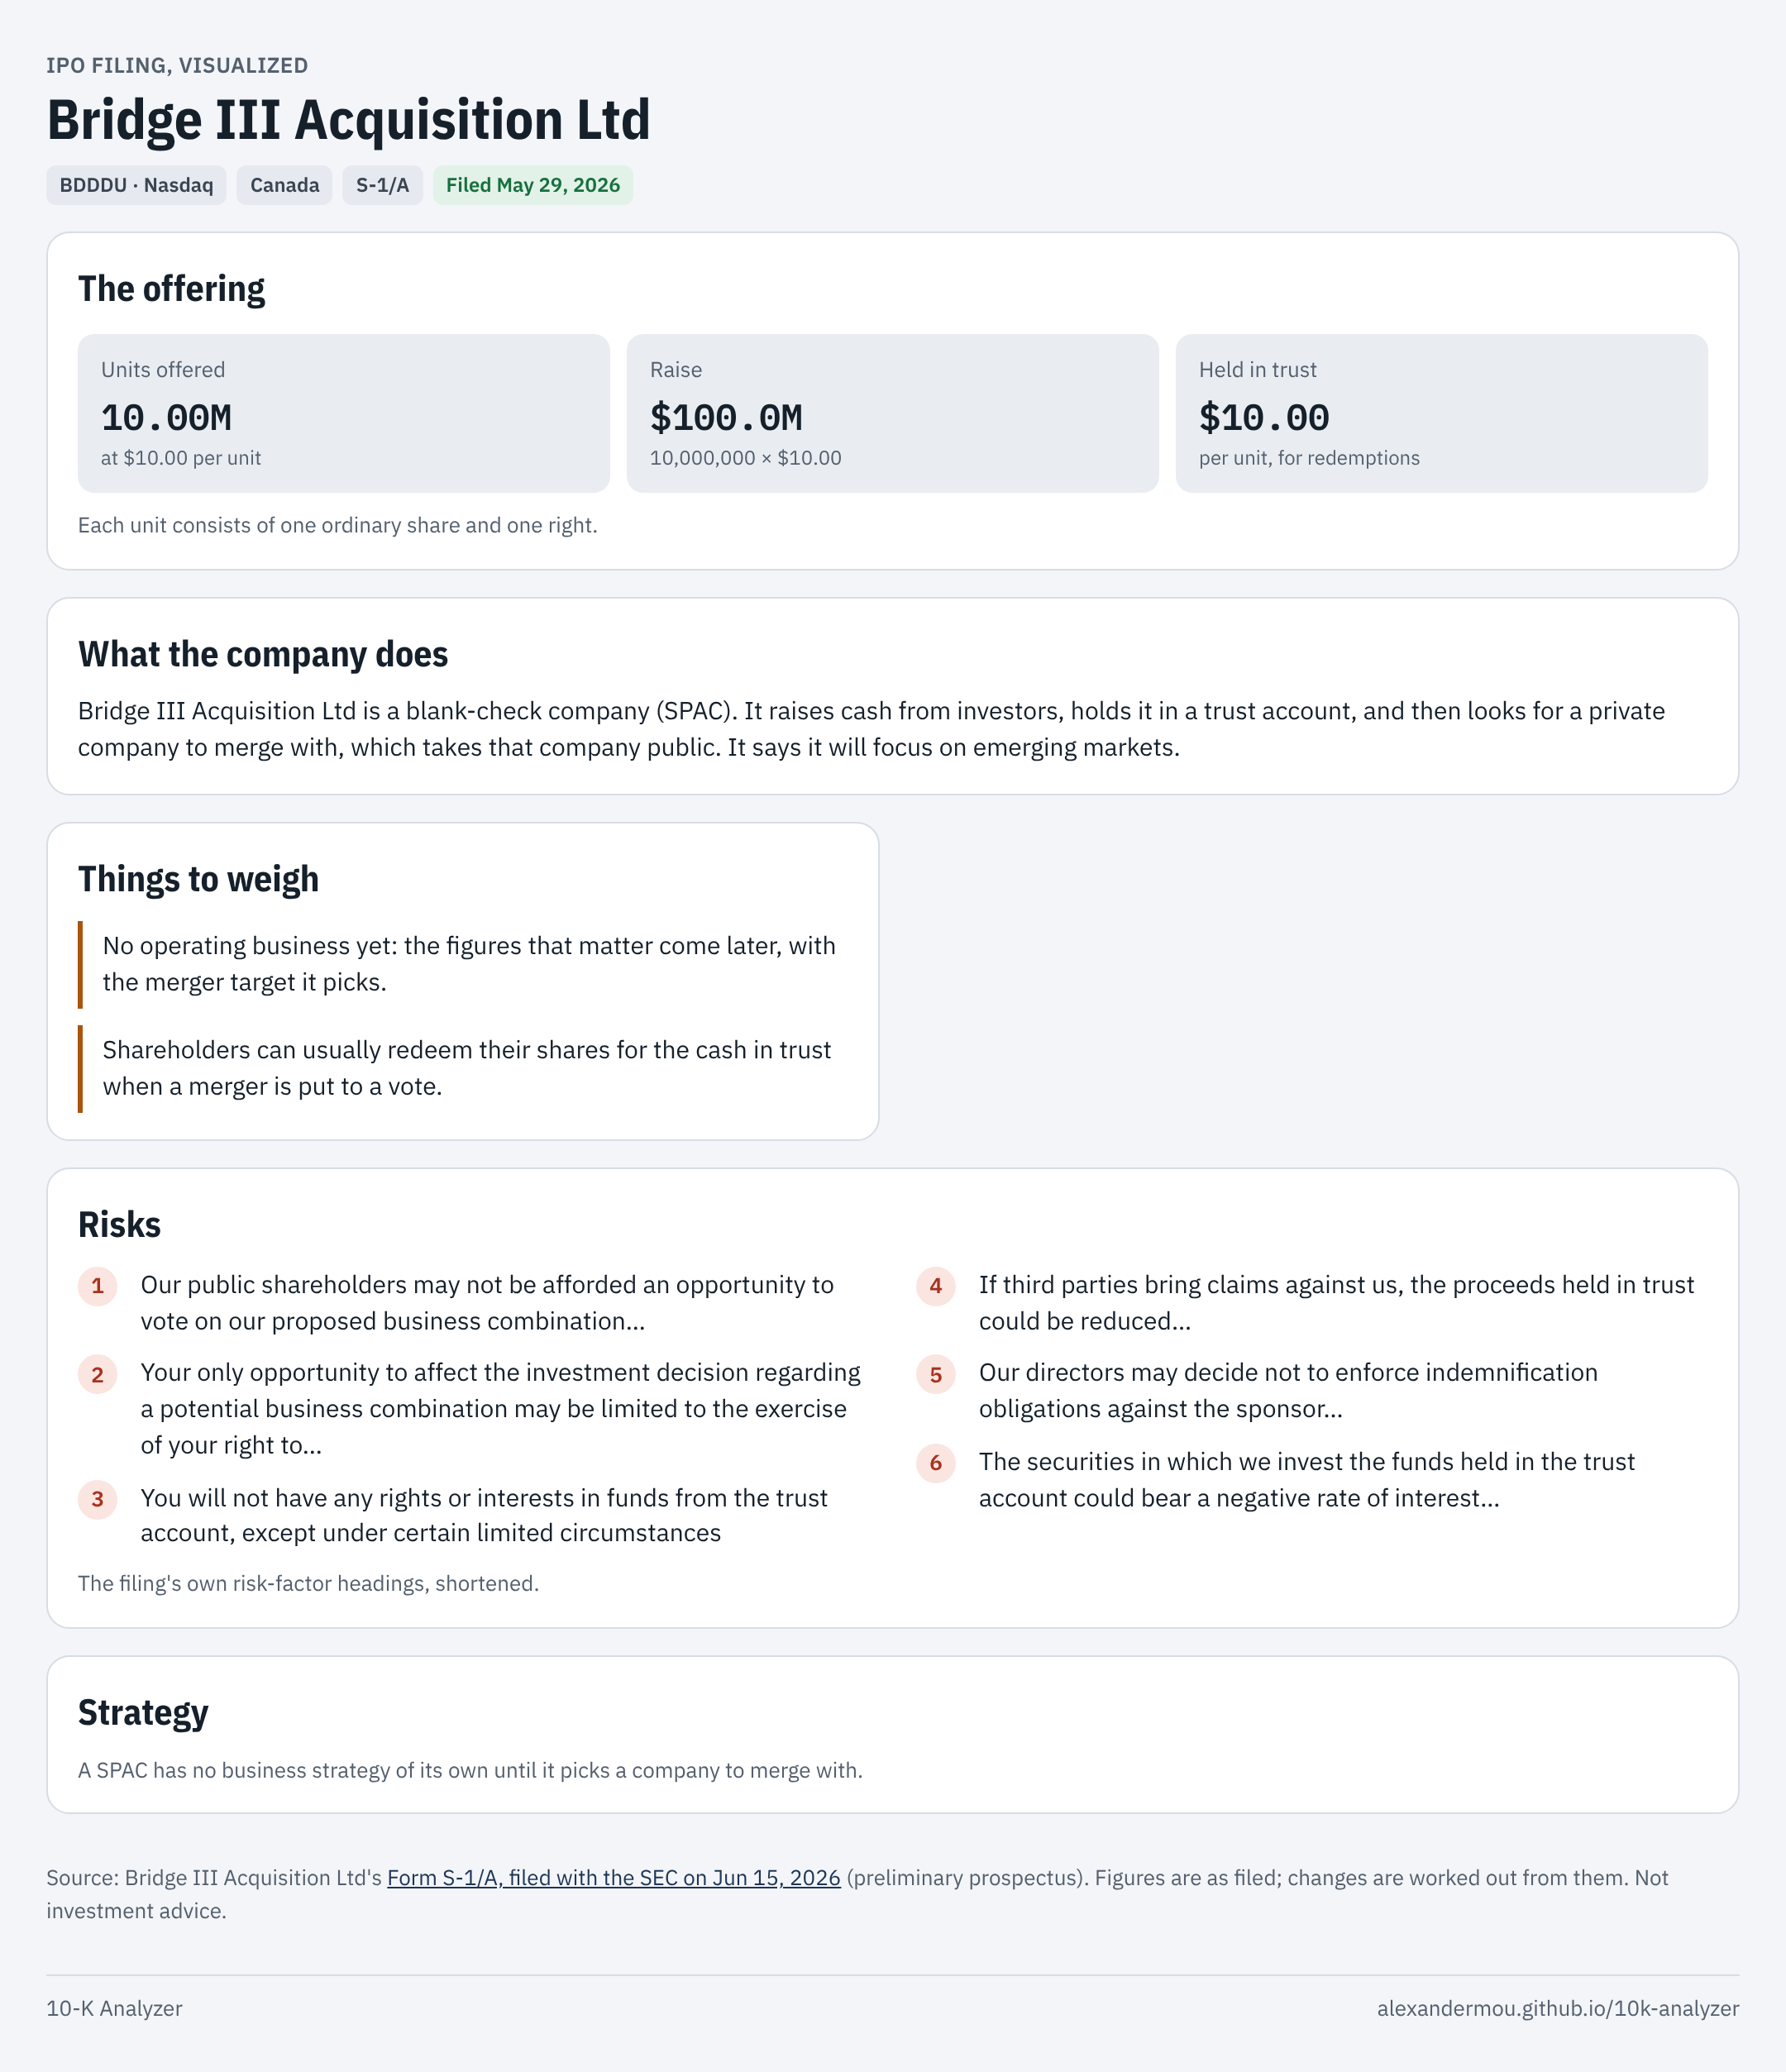 IPO FILING, VISUALIZED
Bridge III Acquisition Ltd
BDDDU · Nasdaq
Canada
S-1/A
Filed May 29, 2026
The offering
Units offered
10.00M
at $10.00 per unit
Raise
$100.0M
10,000,000 × $10.00
Held in trust
$10.00
per unit, for redemptions
Each unit consists of one ordinary share and one right.
What the company does
Bridge III Acquisition Ltd is a blank-check company (SPAC). It raises cash from investors, holds it in a trust account, and then looks for a private
company to merge with, which takes that company public. It says it will focus on emerging markets.
Things to weigh
No operating business yet: the figures that matter come later, with
the merger target it picks.
Shareholders can usually redeem their shares for the cash in trust
when a merger is put to a vote.
Risks
1
Our public shareholders may not be afforded an opportunity to
vote on our proposed business combination…
2
Your only opportunity to affect the investment decision regarding
a potential business combination may be limited to the exercise
of your right to…
3
You will not have any rights or interests in funds from the trust
account, except under certain limited circumstances
4
If third parties bring claims against us, the proceeds held in trust
could be reduced…
5
Our directors may decide not to enforce indemnification
obligations against the sponsor…
6
The securities in which we invest the funds held in the trust
account could bear a negative rate of interest…
The filing's own risk-factor headings, shortened.
Strategy
A SPAC has no business strategy of its own until it picks a company to merge with.
Source: Bridge III Acquisition Ltd's Form S-1/A, filed with the SEC on Jun 15, 2026 (preliminary prospectus). Figures are as filed; changes are worked out from them. Not
investment advice.
10-K Analyzer
alexandermou.github.io/10k-analyzer